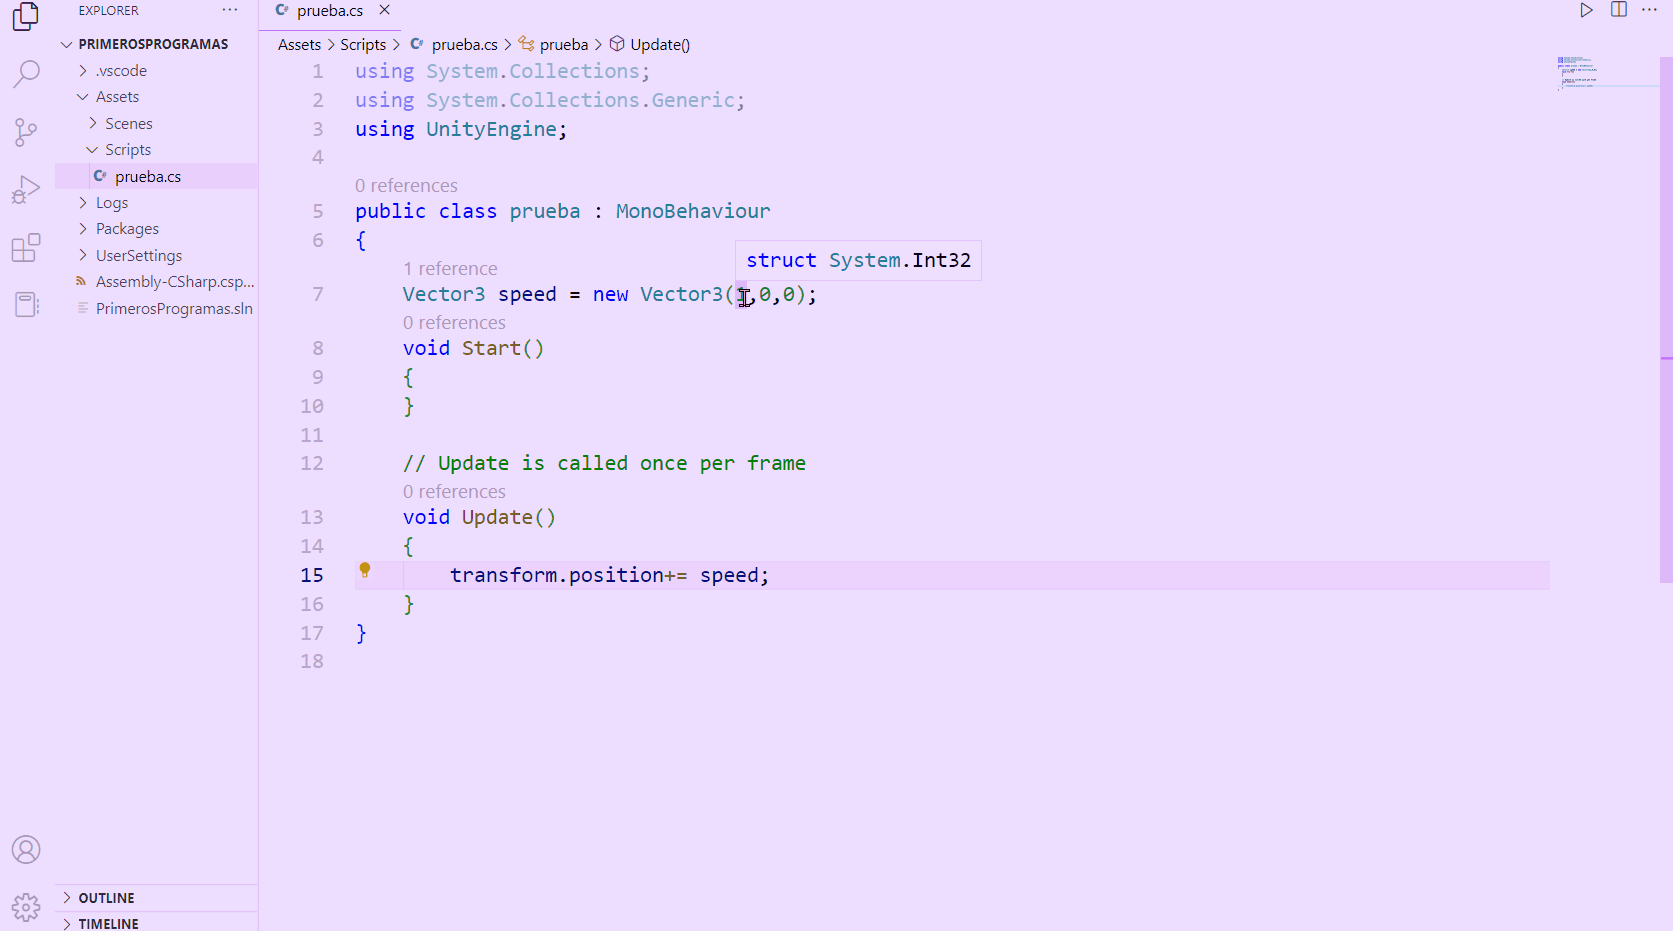 EXPLORER ...
PRIMEROSPROGRAMAS
.vscode
Assets
Scenes
Scripts
C# prueba.cs
Logs
Packages
UserSettings
Assembly-CSharp.csp...
PrimerosProgramas.sln
OUTLINE
TIMELINE
C# prueba.cs
Assets > Scripts > C# prueba.cs > prueba > Update()
1 using System.Collections;
2 using System.Collections.Generic;
3 using UnityEngine;
4
0 references
5 public class prueba : MonoBehaviour
6 {
struct System.Int32
1 reference
7 Vector3 speed = new Vector3(1,0,0);
0 references
8 void Start()
9 {
10 }
11
12 // Update is called once per frame
0 references
13 void Update()
14 {
15 transform.position+= speed;
16 }
17 }
18